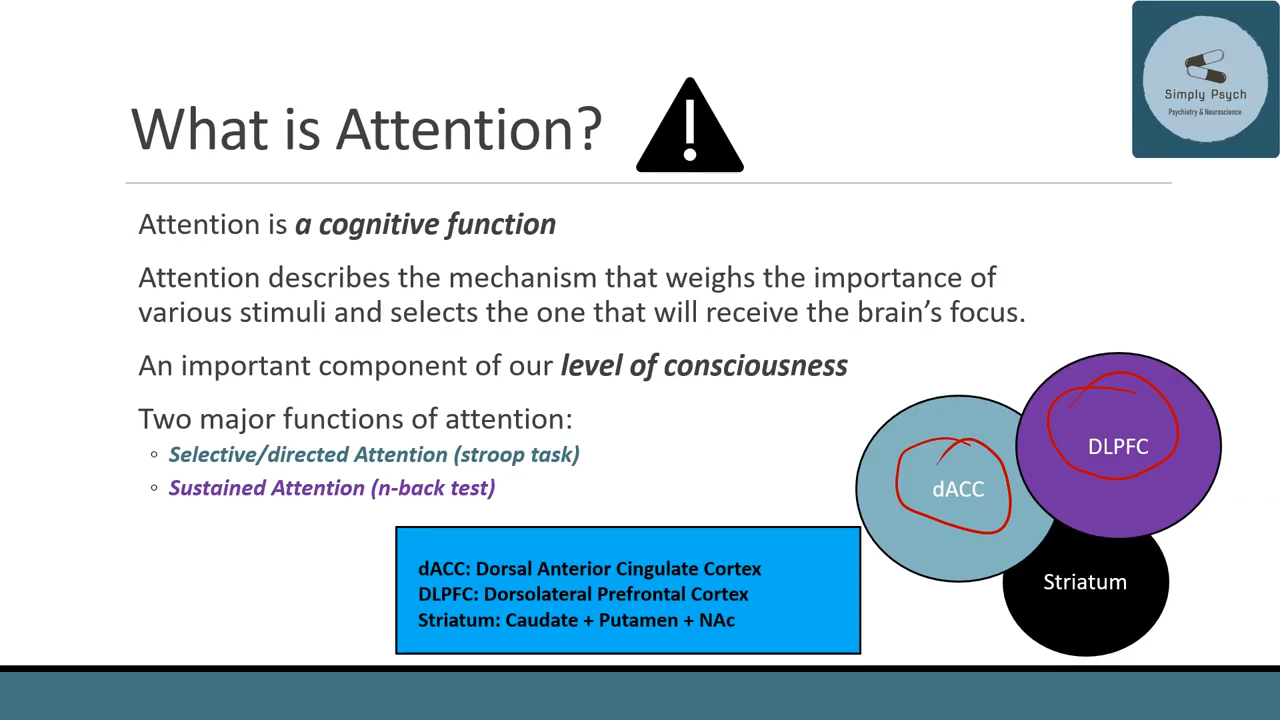 Simply Psych
Psychiatry & Neuroscience
What is Attention?
Attention is a cognitive function
Attention describes the mechanism that weighs the importance of
various stimuli and selects the one that will receive the brain’s focus.
An important component of our level of consciousness
Two major functions of attention:
◦ Selective/directed Attention (stroop task)
◦ Sustained Attention (n-back test)
DLPFC
dACC
Striatum
dACC: Dorsal Anterior Cingulate Cortex
DLPFC: Dorsolateral Prefrontal Cortex
Striatum: Caudate + Putamen + NAc